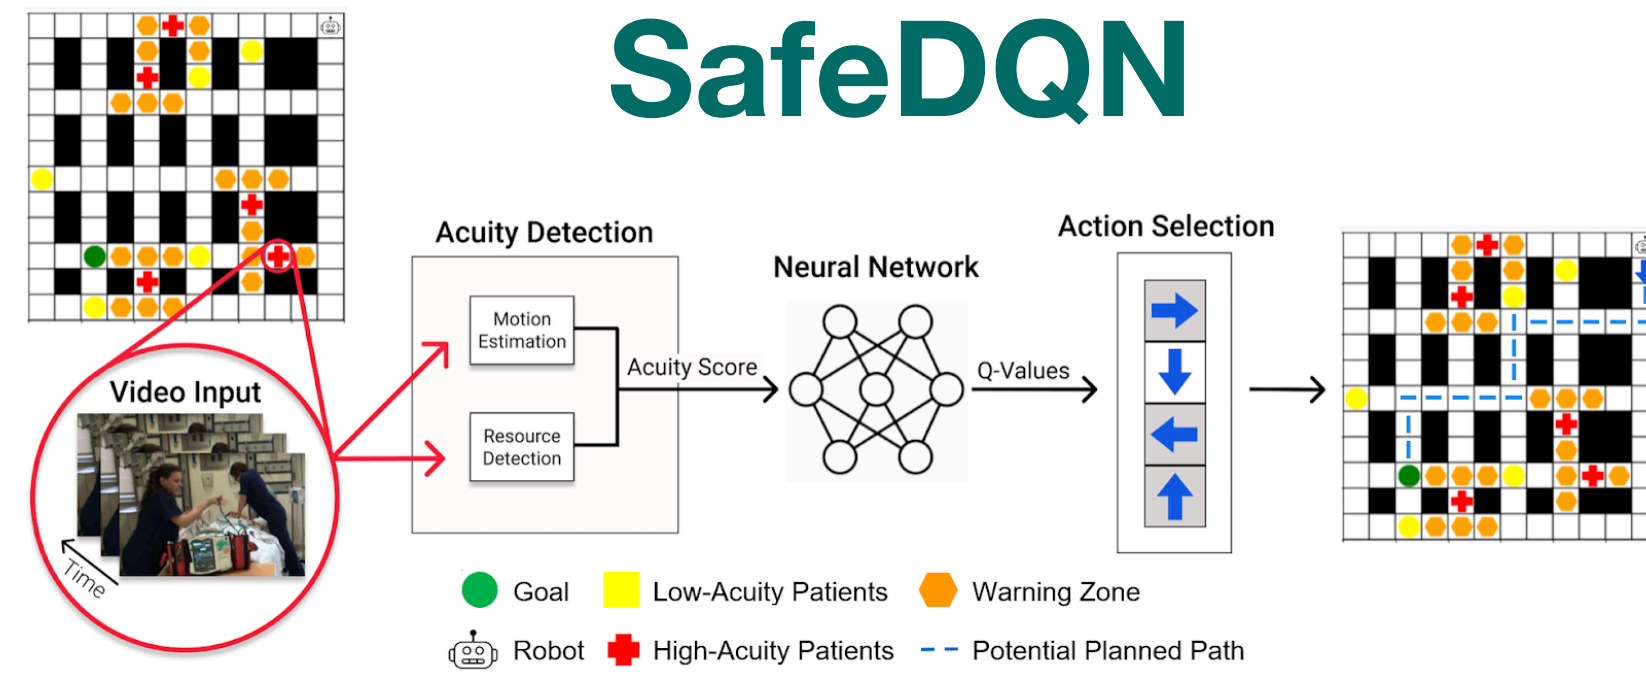 SafeDQN
Acuity Detection
Action Selection
Neural Network
Motion
Estimation
Acuity Score
Q-Values
Video Input
Resource
Detection
Time
Goal
Low-Acuity Patients
Warning Zone
Robot
High-Acuity Patients
Potential Planned Path